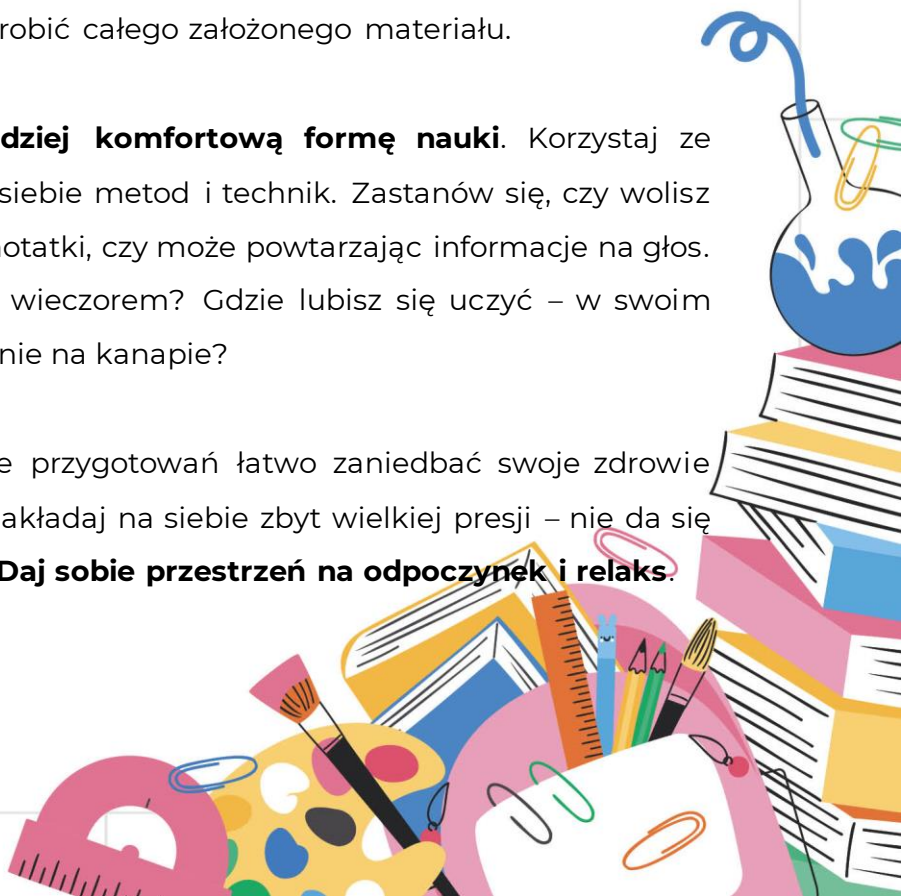 robić całego założonego materiału.
dziej komfortową formę nauki. Korzystaj ze
siebie metod i technik. Zastanów się, czy wolisz
notatki, czy może powtarzając informacje na głos.
wieczorem? Gdzie lubisz się uczyć – w swoim
nie na kanapie?
e przygotowań łatwo zaniedbać swoje zdrowie
akładaj na siebie zbyt wielkiej presji – nie da się
Daj sobie przestrzeń na odpoczynek i relaks.